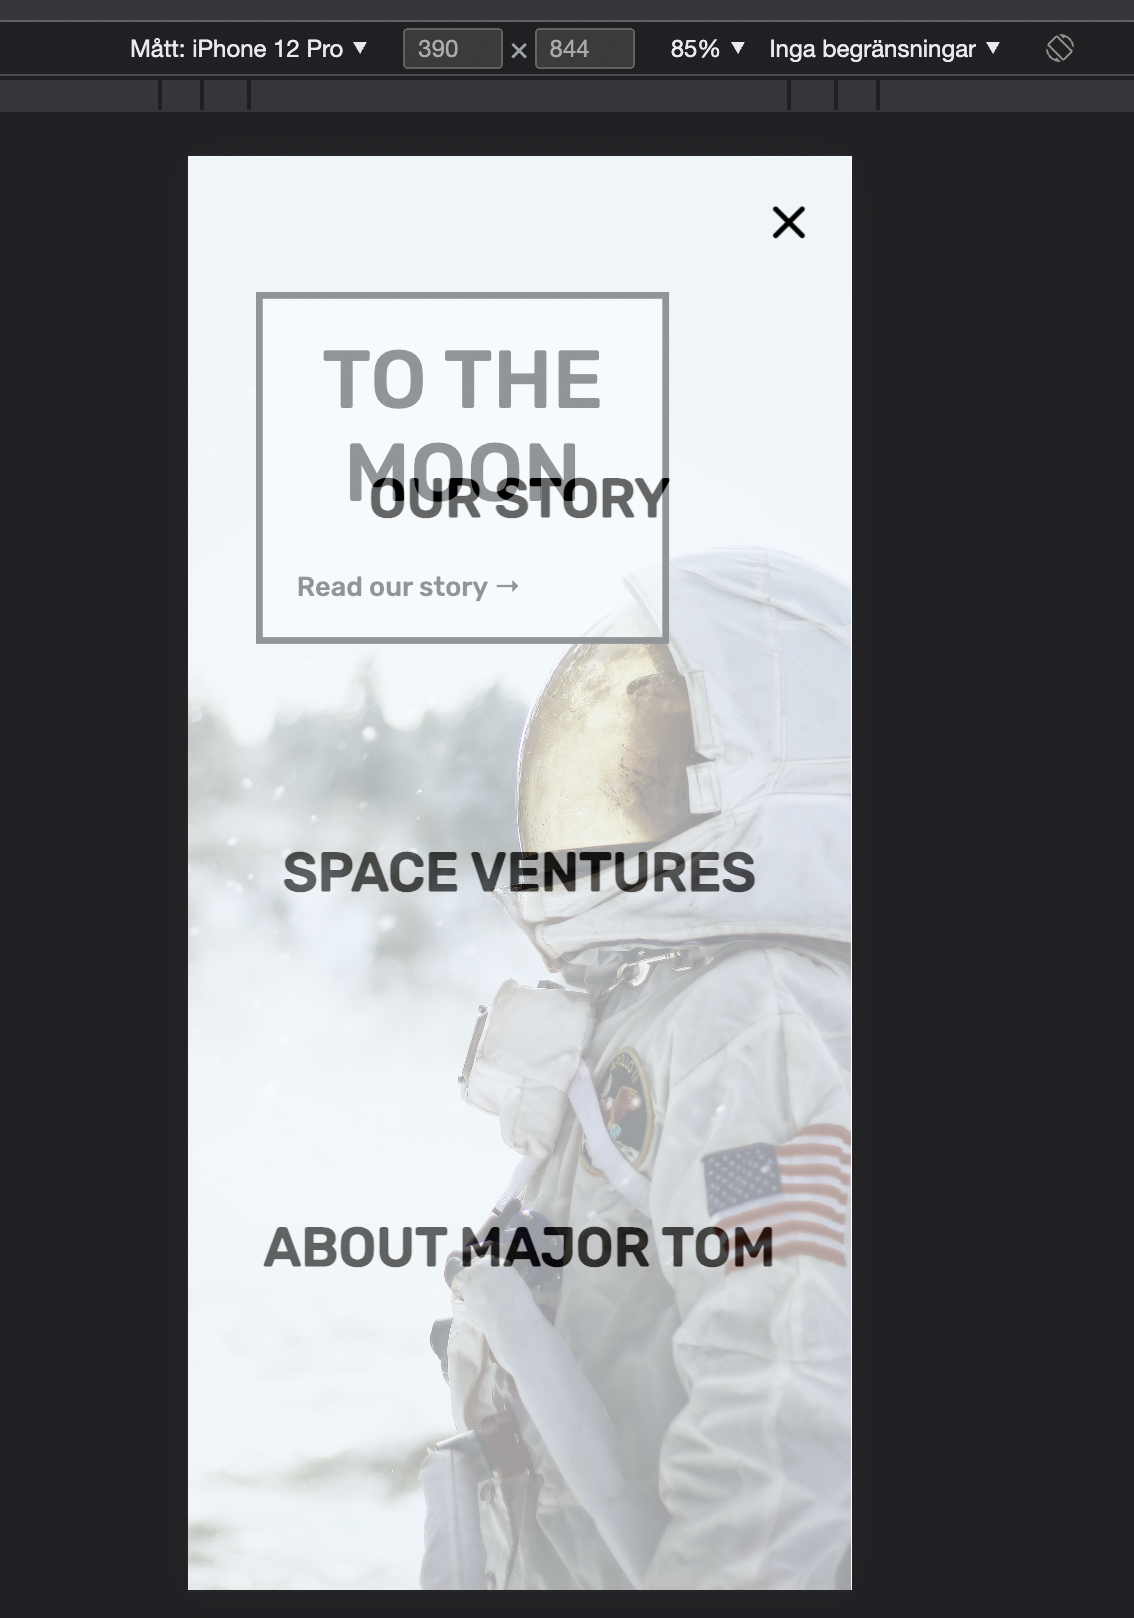 Mått: iPhone 12 Pro ▼ 390 × 844 85% ▼ Inga begränsningar ▼
TO THE
MOON
OUR STORY
Read our story →
SPACE VENTURES
ABOUT MAJOR TOM